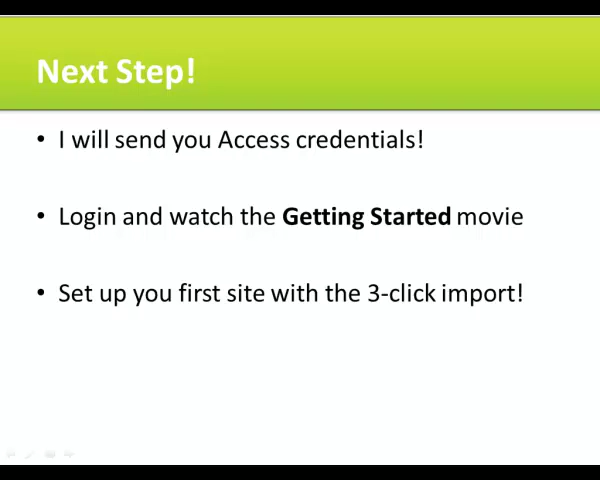 Next Step!
• I will send you Access credentials!
• Login and watch the Getting Started movie
• Set up you first site with the 3-click import!